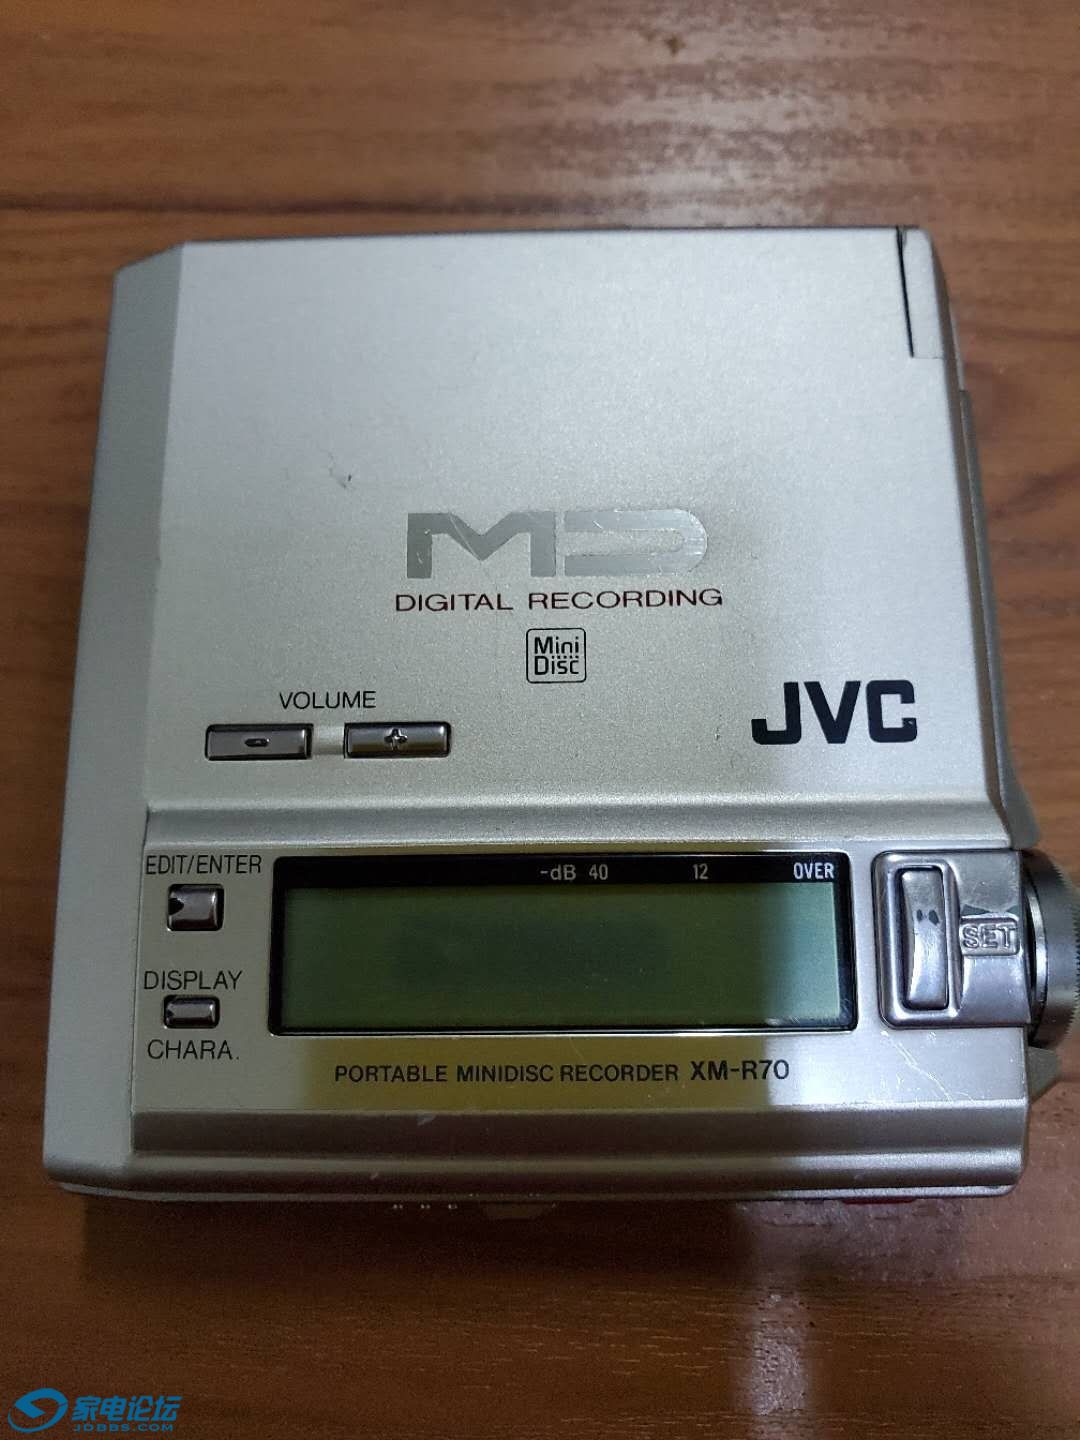 MD
DIGITAL RECORDING
Mini
Disc
VOLUME
- +
JVC
EDIT/ENTER
-dB 40 12 OVER
SET
DISPLAY
CHARA.
PORTABLE MINIDISC RECORDER XM-R70
家电论坛
JDBBS.COM